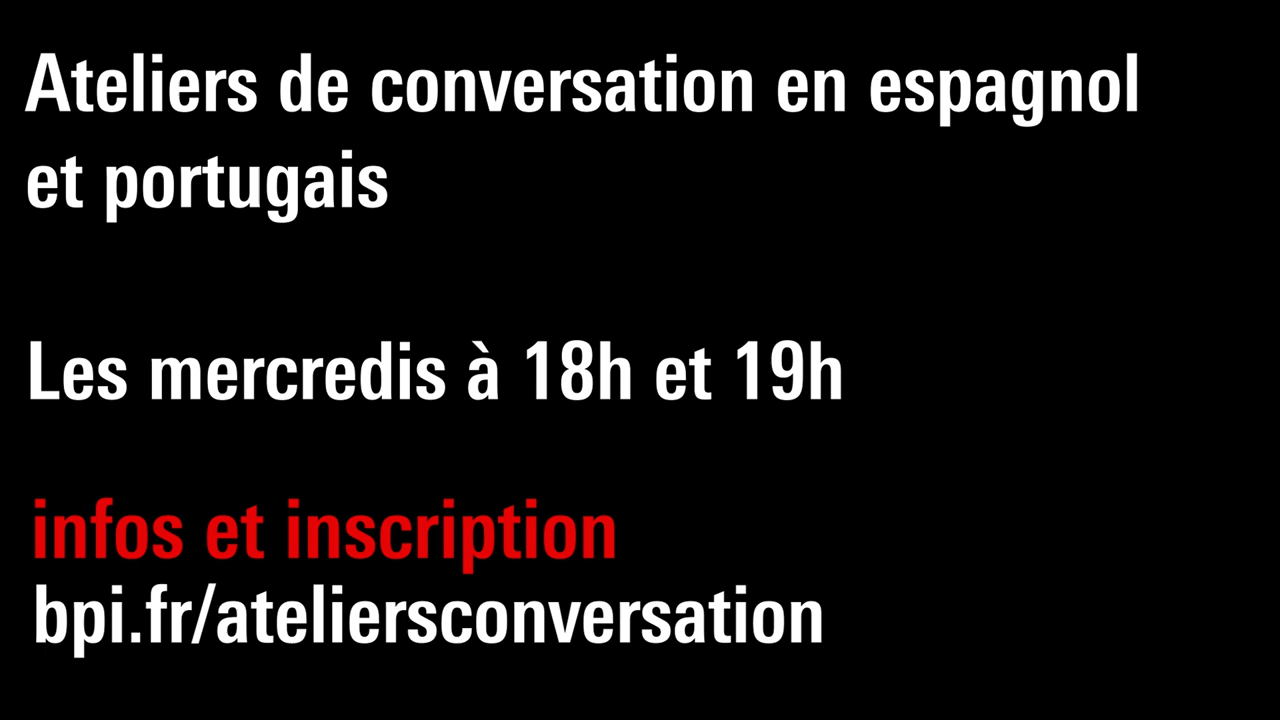 Ateliers de conversation en espagnol
et portugais
Les mercredis à 18h et 19h
infos et inscription
bpi.fr/ateliersconversation